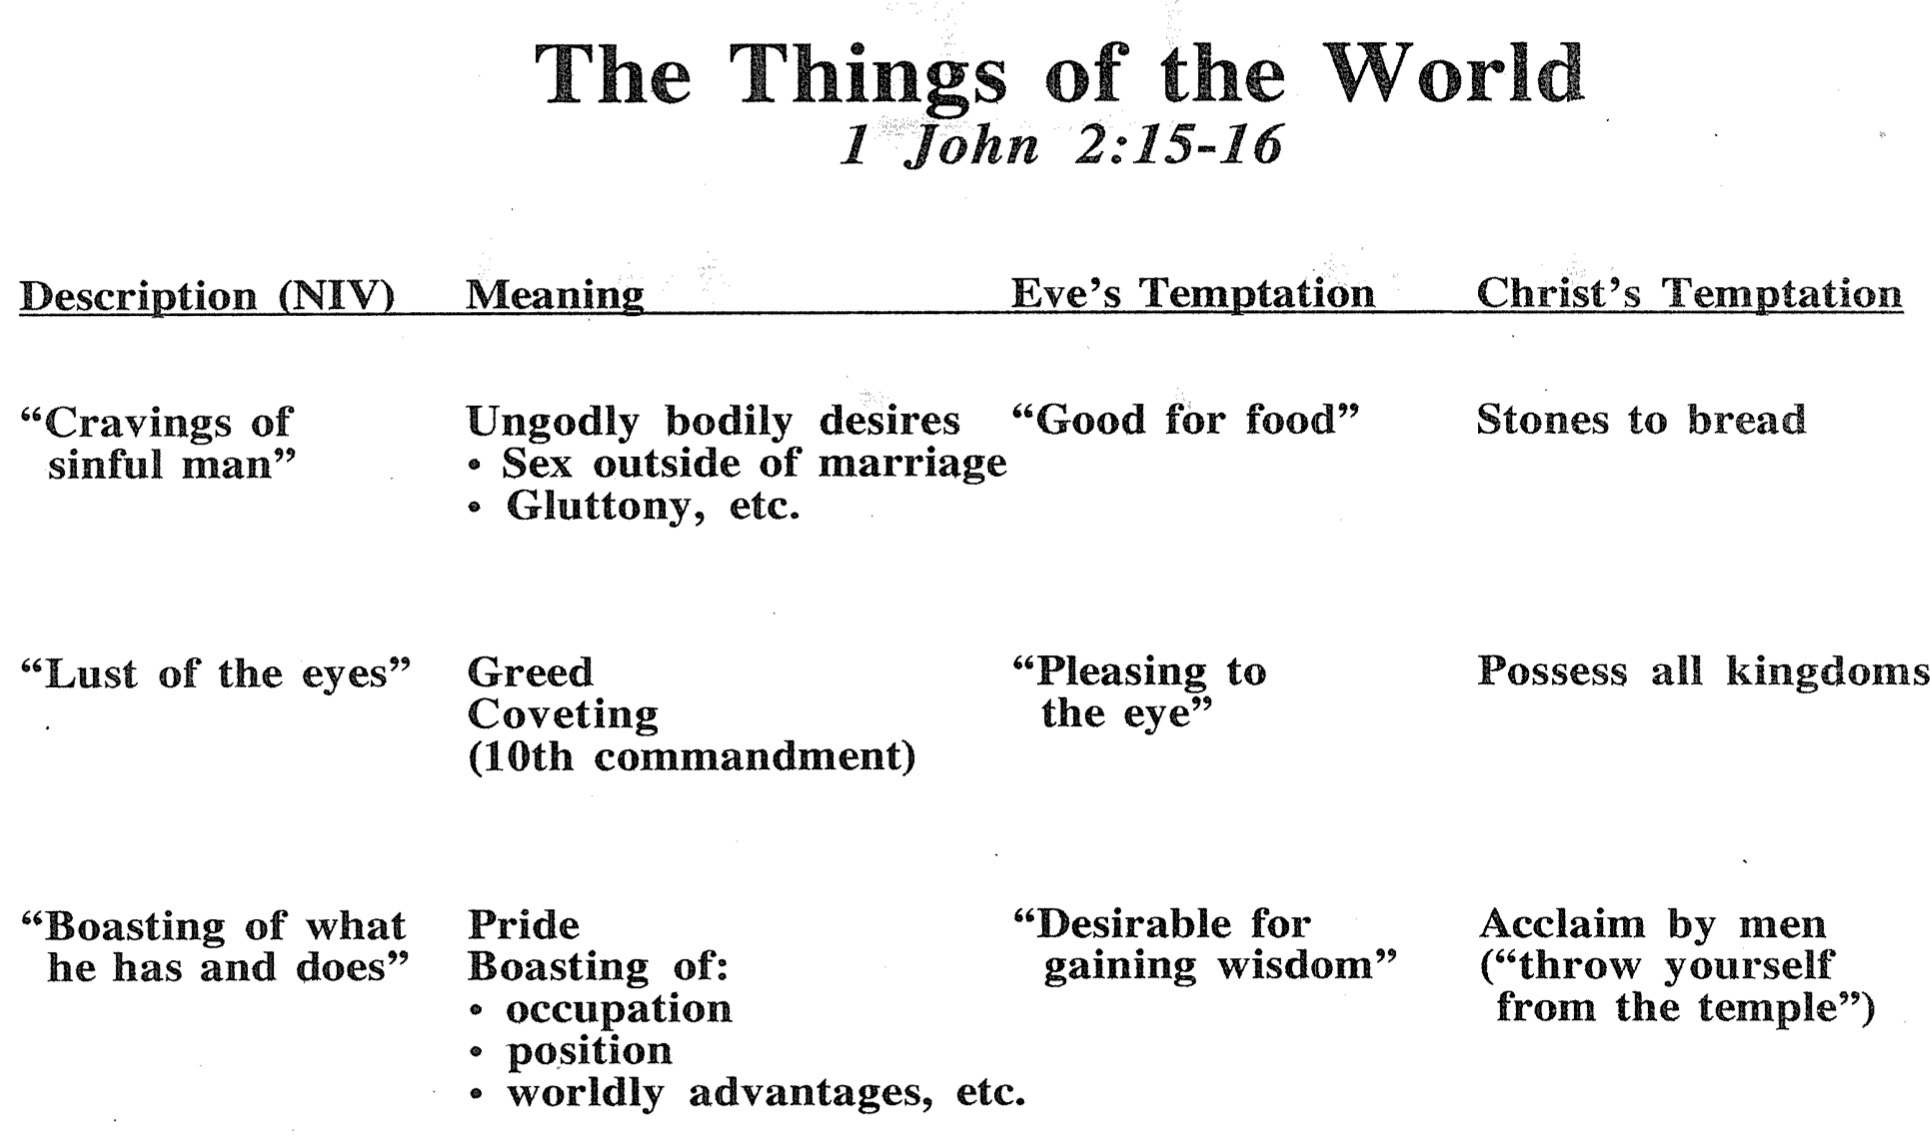 The Things of the World
1 John 2:15-16
Description (NIV) Meaning Eve's Temptation Christ's Temptation
“Cravings of sinful man” Ungodly bodily desires
• Sex outside of marriage
• Gluttony, etc. “Good for food” Stones to bread
“Lust of the eyes” Greed
Coveting
(10th commandment) “Pleasing to
the eye” Possess all kingdoms
“Boasting of what
he has and does” Pride
Boasting of:
• occupation
• position
• worldly advantages, etc. “Desirable for
gaining wisdom” Acclaim by men
(“throw yourself
from the temple”)